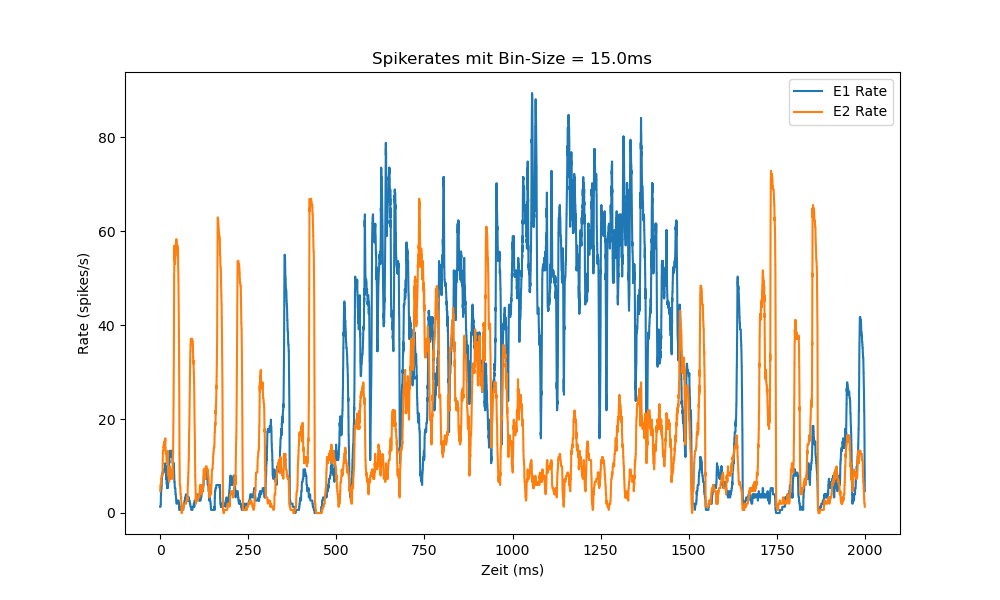 Spikerates mit Bin-Size = 15.0ms
E1 Rate
E2 Rate
Rate (spikes/s)
80
60
40
20
0
0 250 500 750 1000 1250 1500 1750 2000
Zeit (ms)